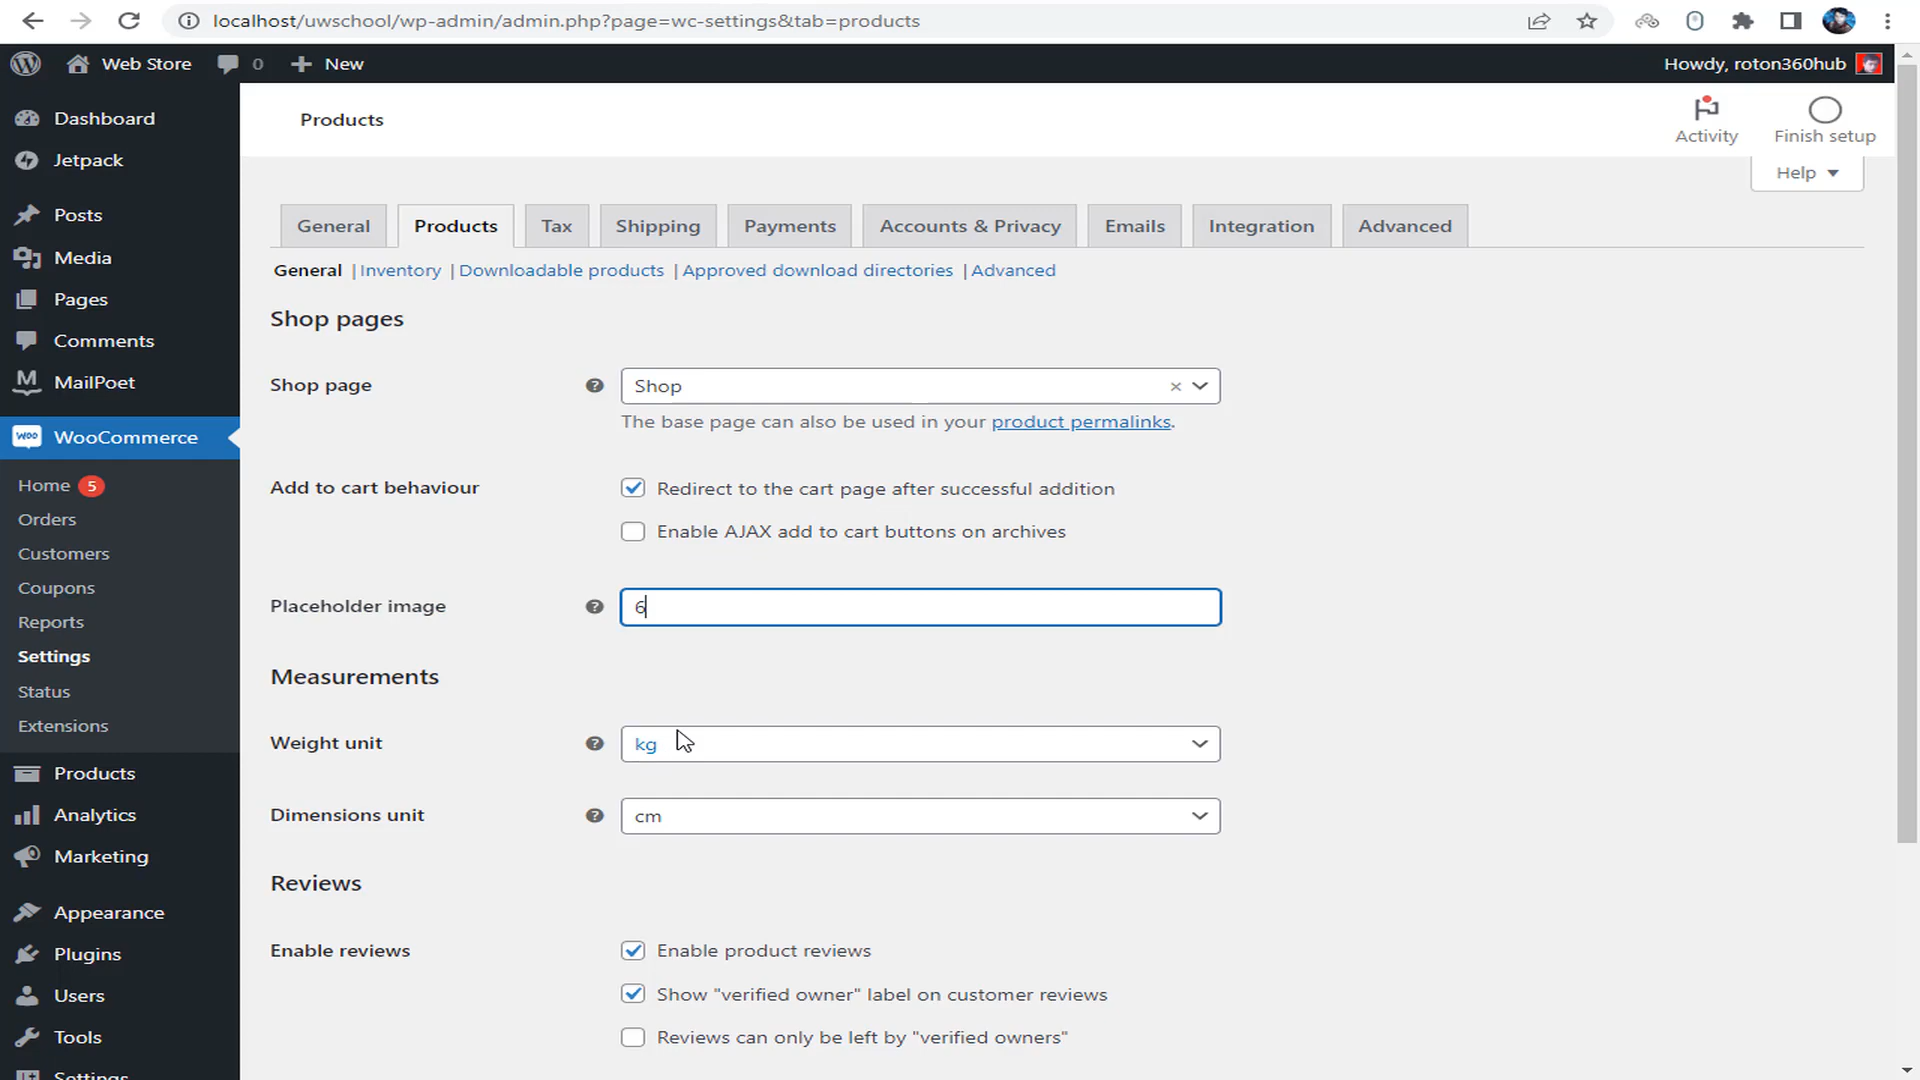 localhost/uwschool/wp-admin/admin.php?page=wc-settings&tab=products
Web Store 0 New Howdy, roton360hub
Dashboard
Jetpack
Posts
Media
Pages
Comments
MailPoet
WooCommerce
Home 5
Orders
Customers
Coupons
Reports
Settings
Status
Extensions
Products
Analytics
Marketing
Appearance
Plugins
Users
Tools
Settings
Products
Activity Finish setup
Help
General Products Tax Shipping Payments Accounts & Privacy Emails Integration Advanced
General | Inventory | Downloadable products | Approved download directories | Advanced
Shop pages
Shop page ? Shop ×
The base page can also be used in your product permalinks.
Add to cart behaviour Redirect to the cart page after successful addition
Enable AJAX add to cart buttons on archives
Placeholder image ? 6
Measurements
Weight unit ? kg
Dimensions unit ? cm
Reviews
Enable reviews Enable product reviews
Show "verified owner" label on customer reviews
Reviews can only be left by "verified owners"